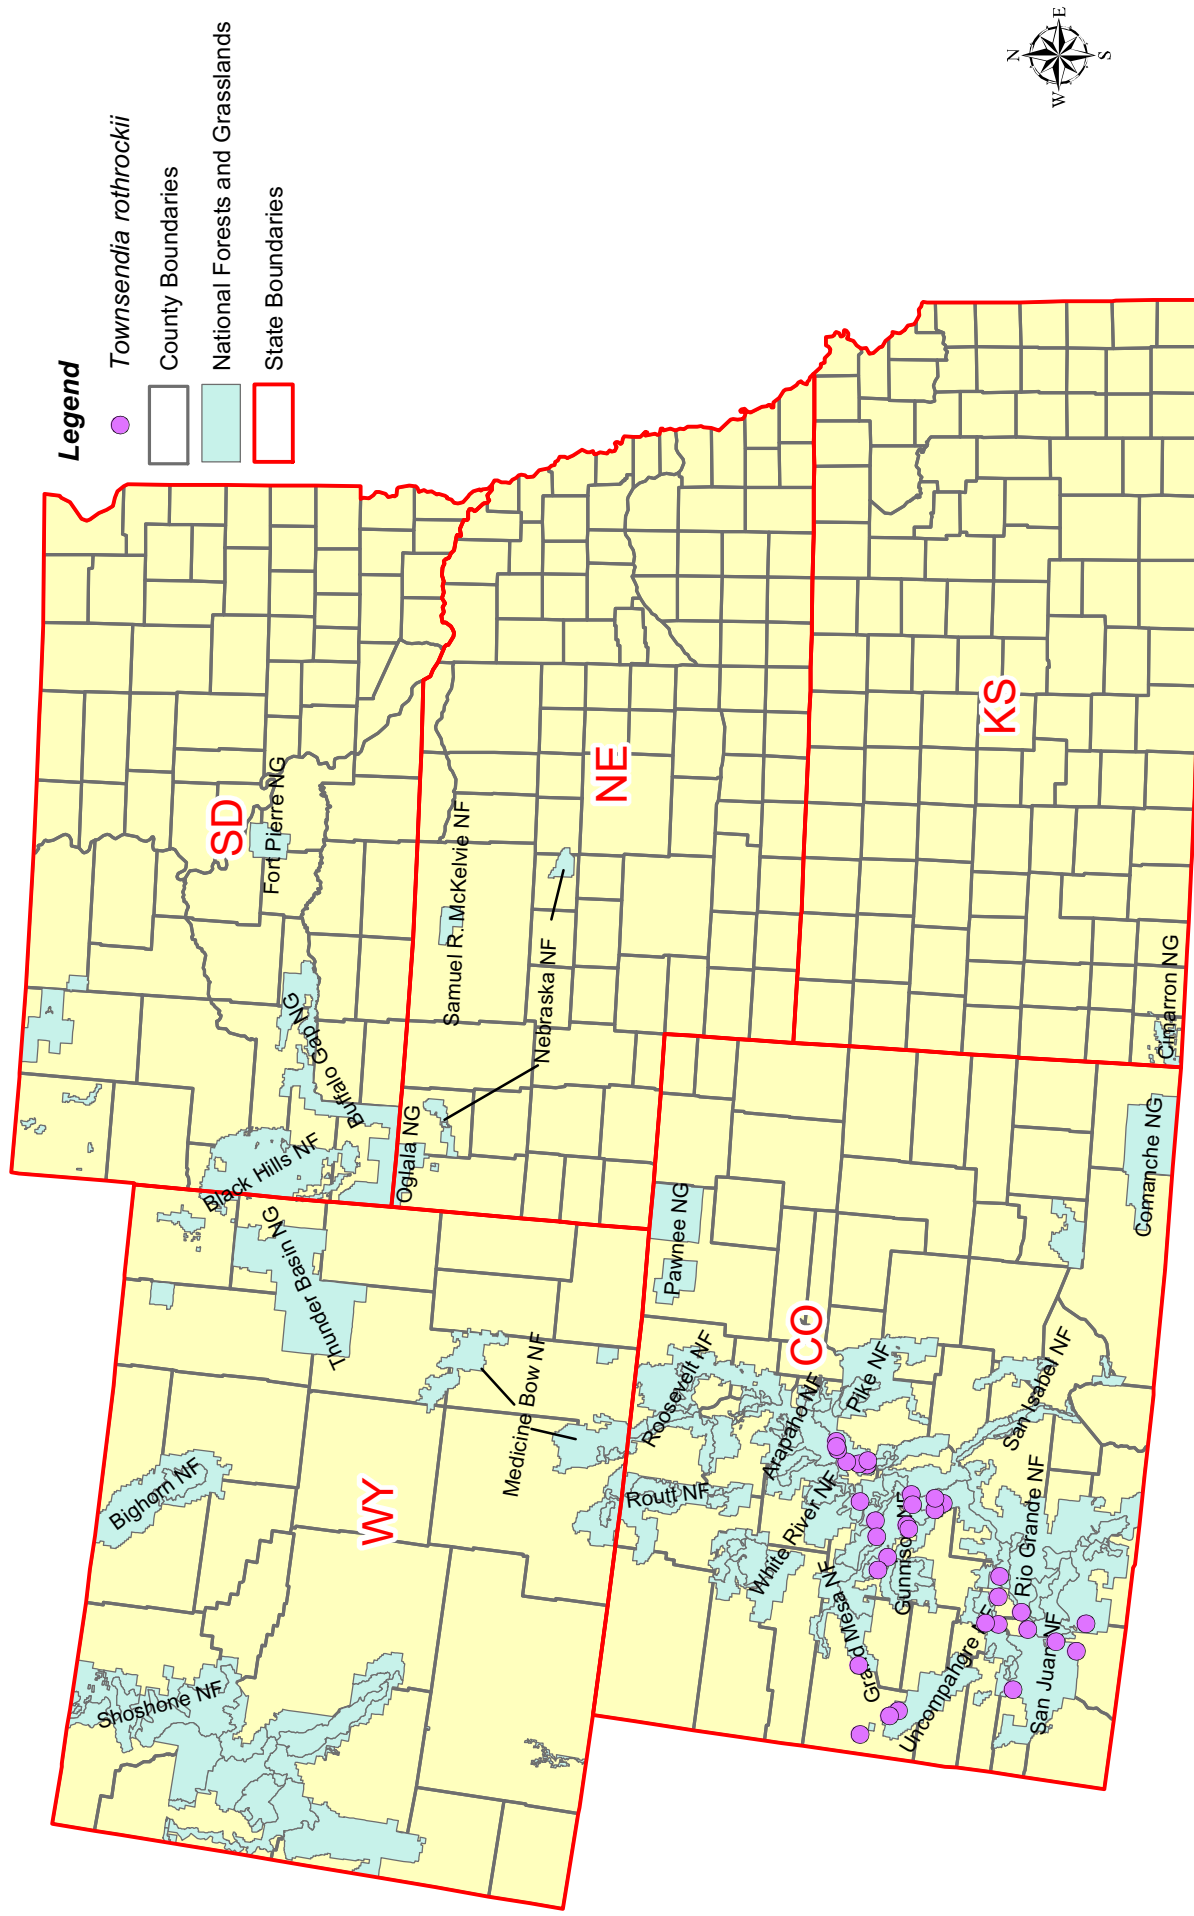 Legend
Townsendia rothrockii
County Boundaries
National Forests and Grasslands
State Boundaries
N
W
E
S
SD
Fort Pierre NG
Buffalo Gap NG
Black Hills NF
Samuel R. McKelvie NF
Nebraska NF
Oglala NG
NE
Thunder Basin NG
Bighorn NF
Shoshone NF
WY
Medicine Bow NF
KS
Cimarron NG
Comanche NG
Pawnee NG
CO
Roosevelt NF
Routt NF
Arapaho NF
Pike NF
White River NF
San Isabel NF
Grand Mesa NF
Gunnison NF
Rio Grande NF
Uncompahgre NF
San Juan NF